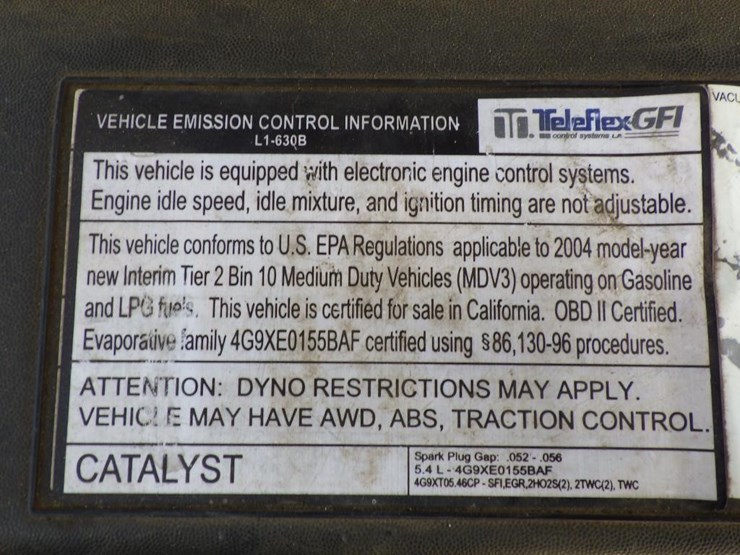 VEHICLE EMISSION CONTROL INFORMATION
L1-630B
TeleflexGFI
control systems L.P.
VACU
This vehicle is equipped with electronic engine control systems.
Engine idle speed, idle mixture, and ignition timing are not adjustable.
This vehicle conforms to U.S. EPA Regulations applicable to 2004 model-year
new Interim Tier 2 Bin 10 Medium Duty Vehicles (MDV3) operating on Gasoline
and LPG fuels. This vehicle is certified for sale in California. OBD II Certified.
Evaporative family 4G9XE0155BAF certified using §86,130-96 procedures.
ATTENTION: DYNO RESTRICTIONS MAY APPLY.
VEHICLE MAY HAVE AWD, ABS, TRACTION CONTROL.
CATALYST
Spark Plug Gap: .052 - .056
5.4 L - 4G9XE0155BAF
4G9XT05.46CP - SFI,EGR,2HO2S(2), 2TWC(2), TWC